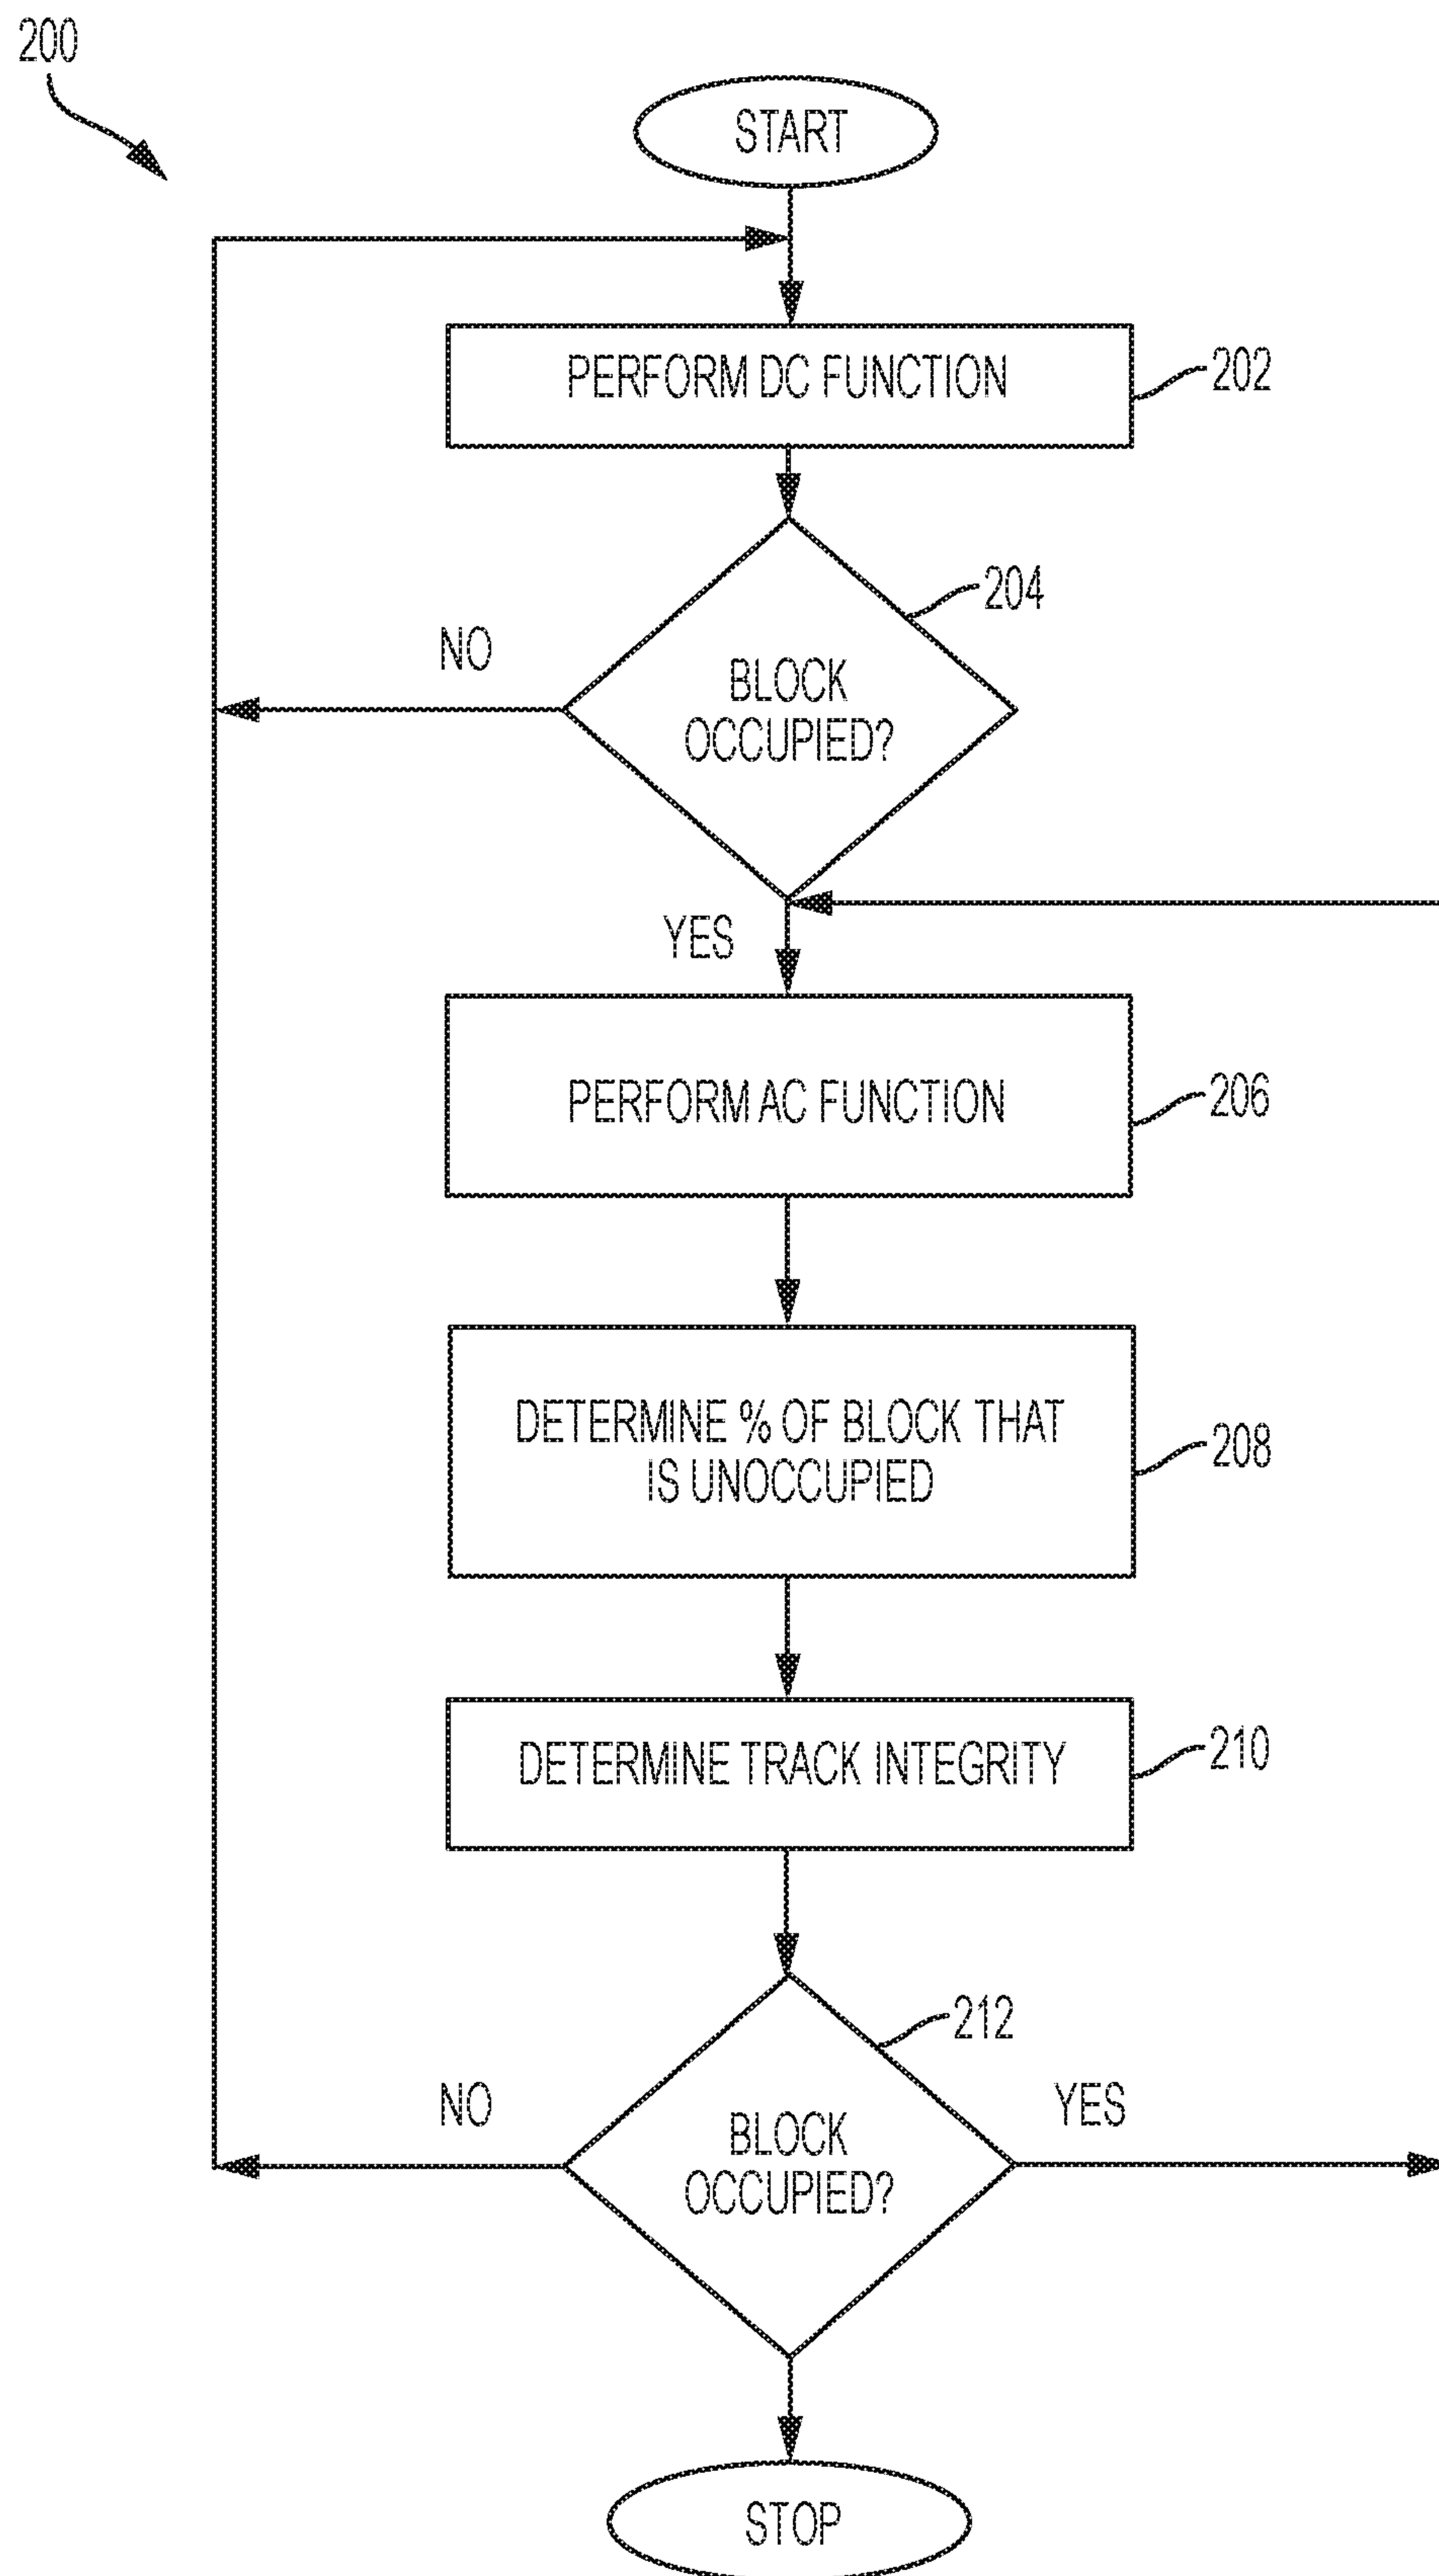 200
START
PERFORM DC FUNCTION
202
204
NO
BLOCK
OCCUPIED?
YES
PERFORM AC FUNCTION
206
DETERMINE % OF BLOCK THAT
IS UNOCCUPIED
208
DETERMINE TRACK INTEGRITY
210
212
NO
YES
BLOCK
OCCUPIED?
STOP